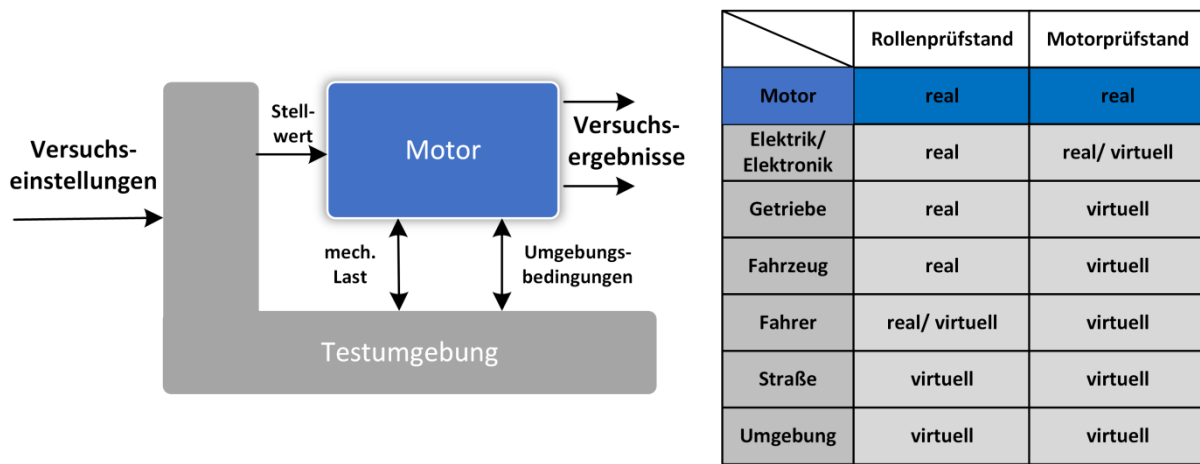 Versuchs-
einstellungen
Stell-
wert
Motor
Versuchs-
ergebnisse
mech.
Last
Umgebungs-
bedingungen
Testumgebung
Rollenprüfstand Motorprüfstand
Motor real real
Elektrik/
Elektronik real real/ virtuell
Getriebe real virtuell
Fahrzeug real virtuell
Fahrer real/ virtuell virtuell
Straße virtuell virtuell
Umgebung virtuell virtuell